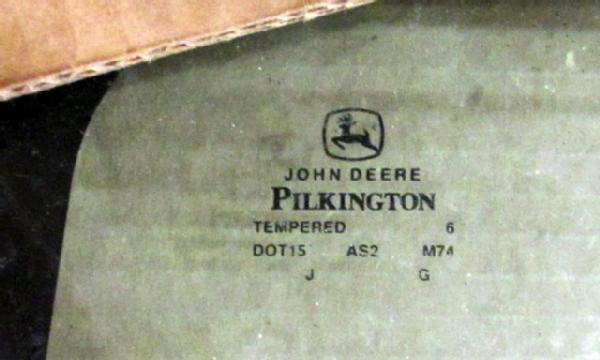 JOHN DEERE
PILKINGTON
TEMPERED 6
DOT15 AS2 M74
J G